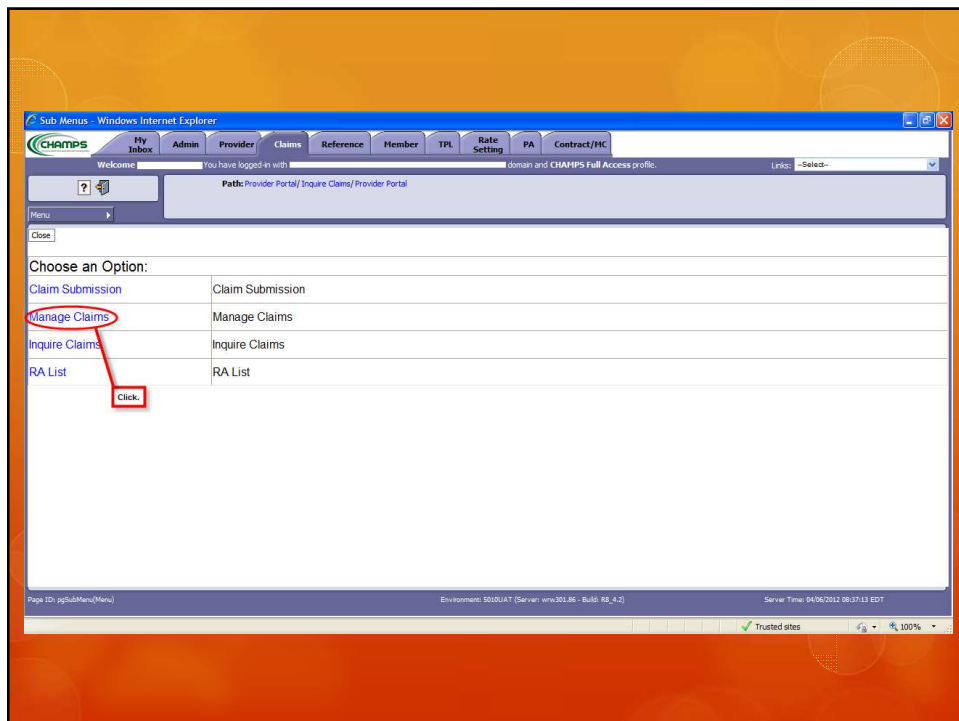 Sub Menus - Windows Internet Explorer
CHAMPS My Inbox Admin Provider Claims Reference Member TPL Rate Setting PA Contract/MC
Welcome You have logged-in with domain and CHAMPS Full Access profile. Links: --Select--
? Path: Provider Portal/ Inquire Claims/ Provider Portal
Menu
Close
Choose an Option:
Claim Submission Claim Submission
Manage Claims Manage Claims
Inquire Claims Inquire Claims
RA List RA List
Click.
Page ID: pgSubMenu(Menu) Environment: 5010UAT (Server: wrw301.86 - Build: R8_4.2) Server Time: 04/06/2012 08:37:13 EDT
Trusted sites 100%